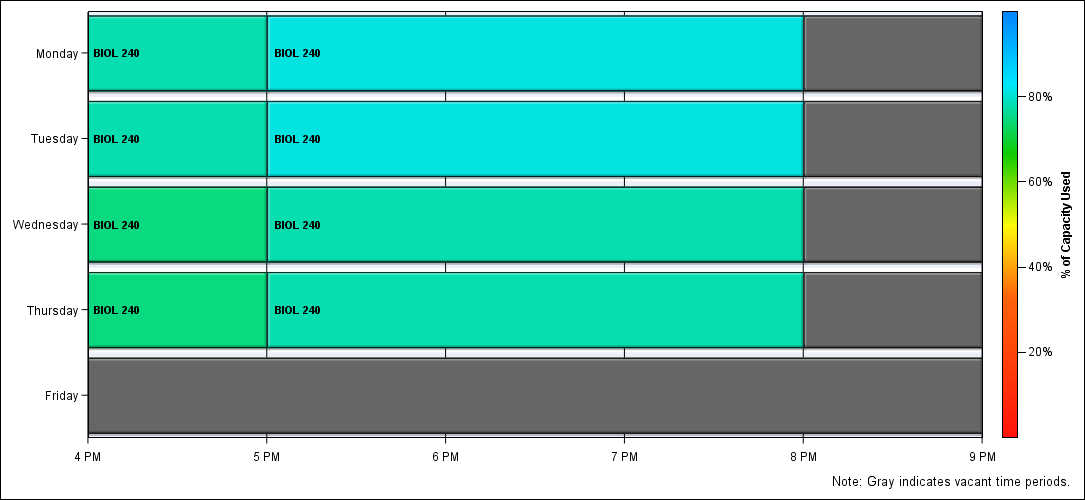 Monday
BIOL 240
BIOL 240
Tuesday
BIOL 240
BIOL 240
Wednesday
BIOL 240
BIOL 240
Thursday
BIOL 240
BIOL 240
Friday
4 PM
5 PM
6 PM
7 PM
8 PM
9 PM
80%
60%
40%
20%
% of Capacity Used
Note: Gray indicates vacant time periods.